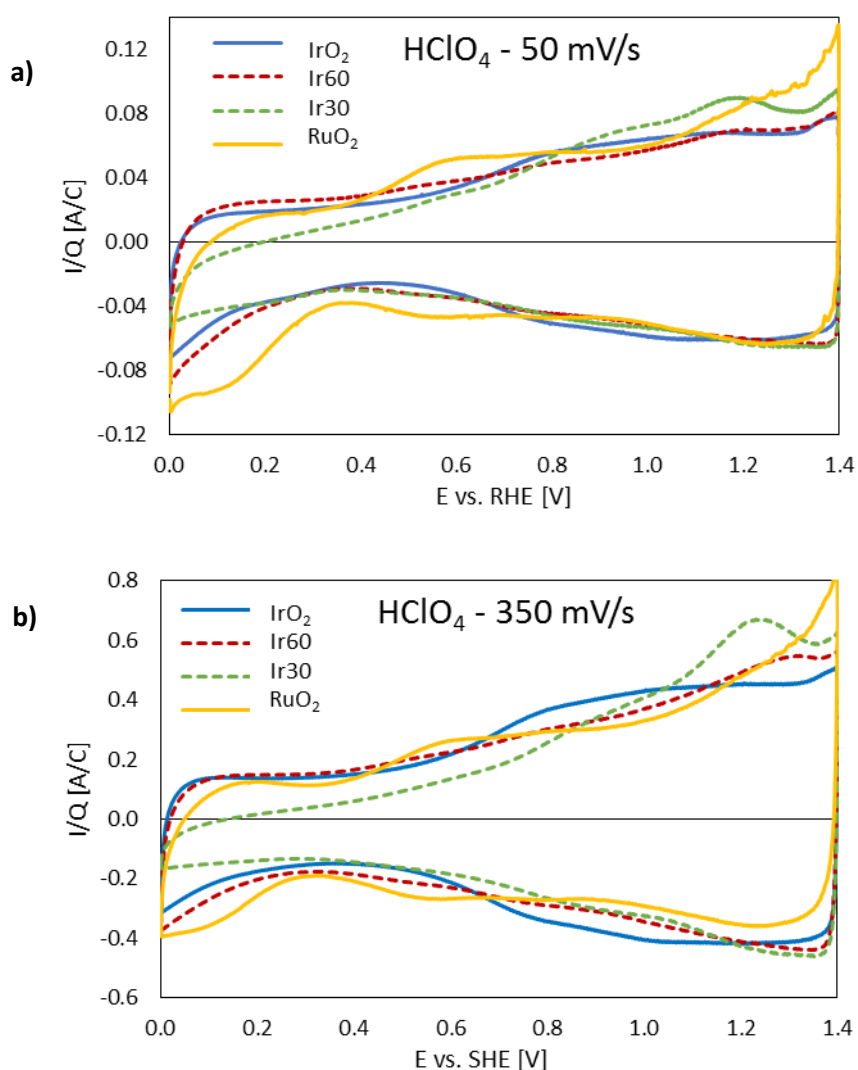 a)
HClO₄ - 50 mV/s
IrO₂
Ir60
Ir30
RuO₂
0.12
0.08
0.04
0.00
-0.04
-0.08
-0.12
I/Q [A/C]
0.0 0.2 0.4 0.6 0.8 1.0 1.2 1.4
E vs. RHE [V]
b)
HClO₄ - 350 mV/s
IrO₂
Ir60
Ir30
RuO₂
0.8
0.6
0.4
0.2
0.0
-0.2
-0.4
-0.6
I/Q [A/C]
0.0 0.2 0.4 0.6 0.8 1.0 1.2 1.4
E vs. SHE [V]